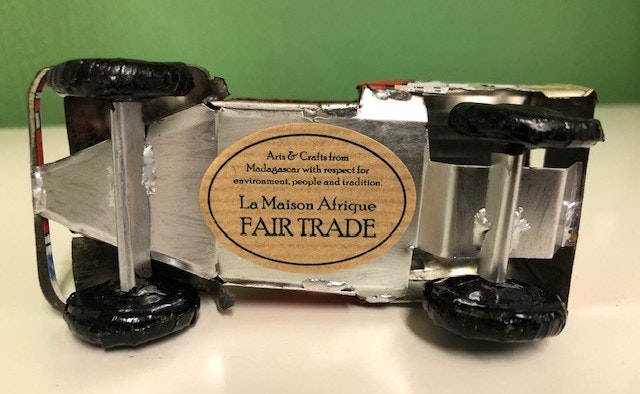 Arts & Crafts from
Madagascar with respect for
environment, people and tradition.
La Maison Afrique
FAIR TRADE